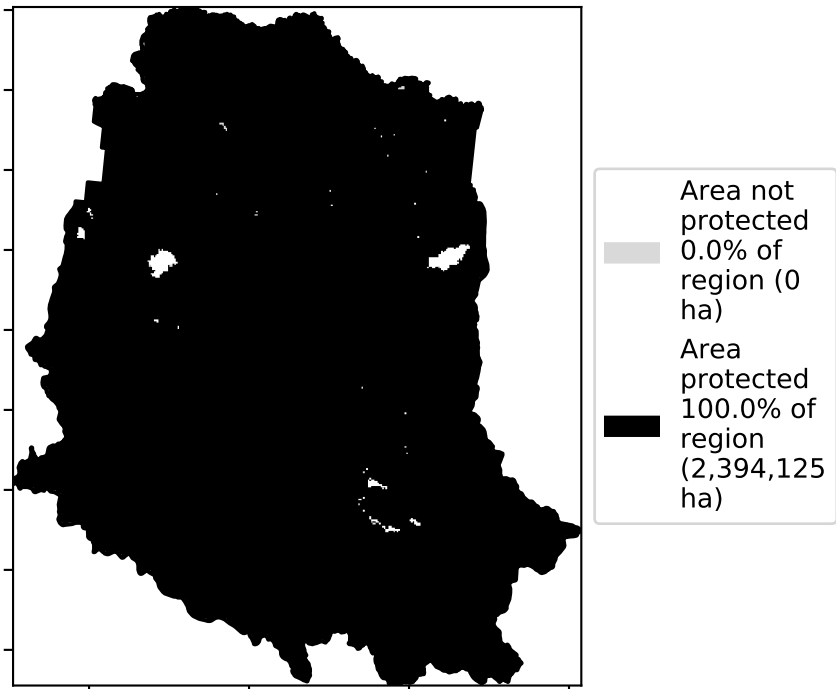 Area not
protected
0.0% of
region (0
ha)
Area
protected
100.0% of
region
(2,394,125
ha)